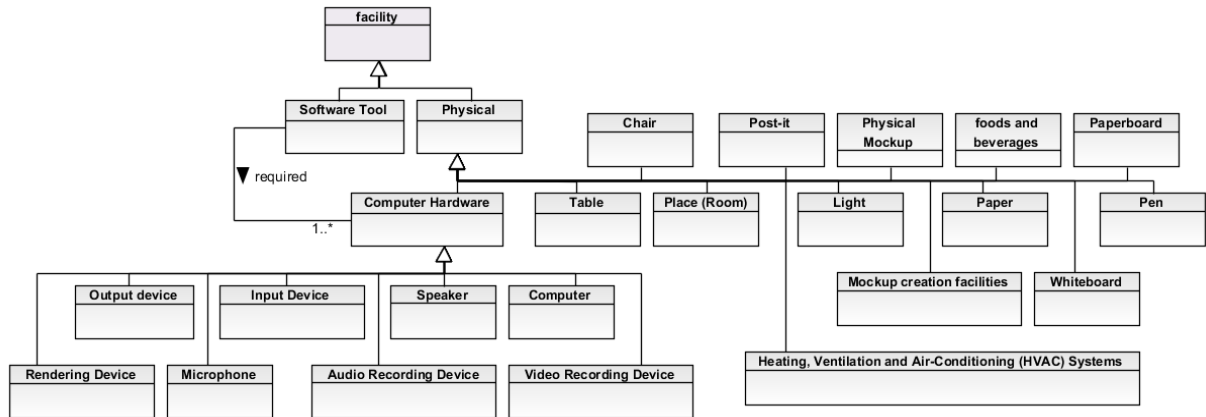 facility
Software Tool
Physical
Chair
Post-it
Physical
Mockup
foods and
beverages
Paperboard
required
1..*
Computer Hardware
Table
Place (Room)
Light
Paper
Pen
Output device
Input Device
Speaker
Computer
Mockup creation facilities
Whiteboard
Rendering Device
Microphone
Audio Recording Device
Video Recording Device
Heating, Ventilation and Air-Conditioning (HVAC) Systems